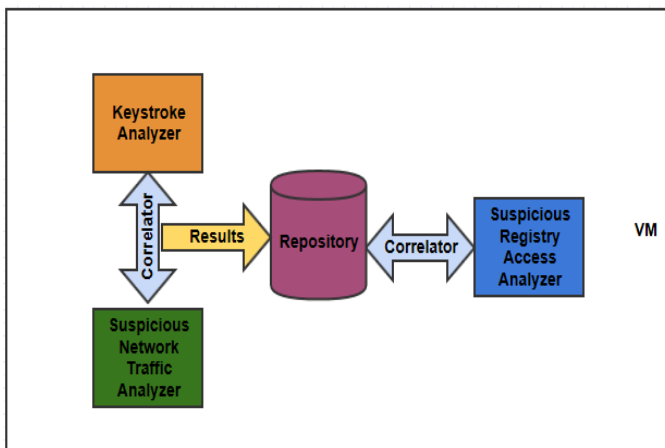 Keystroke
Analyzer
Correlator
Results
Repository
Correlator
Suspicious
Registry
Access
Analyzer
VM
Suspicious
Network
Traffic
Analyzer